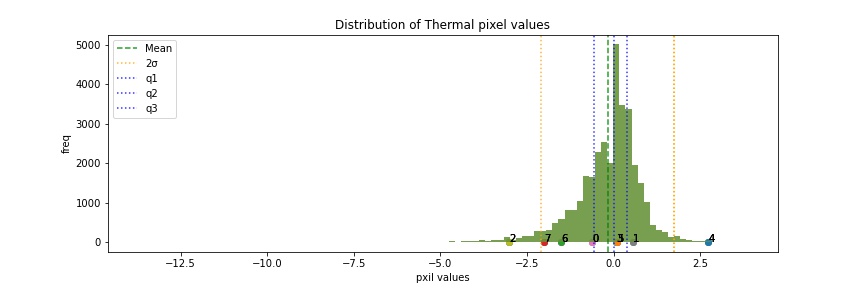 Distribution of Thermal pixel values
5000
4000
3000
2000
1000
0
freq
Mean
2σ
q1
q2
q3
2 7 6 0 1 4
−12.5 −10.0 −7.5 −5.0 −2.5 0.0 2.5
pxil values